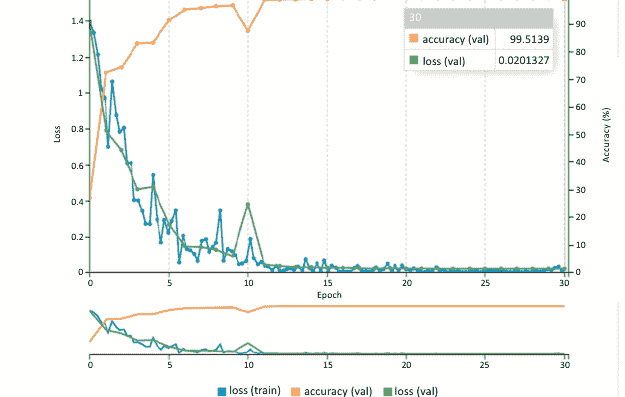 1.4
1.2
1
0.8
0.6
0.4
0.2
0
Loss
90
80
70
60
50
40
30
20
10
0
Accuracy (%)
30
accuracy (val) 99.5139
loss (val) 0.0201327
0 5 10 15 20 25 30
Epoch
0 5 10 15 20 25 30
loss (train) accuracy (val) loss (val)